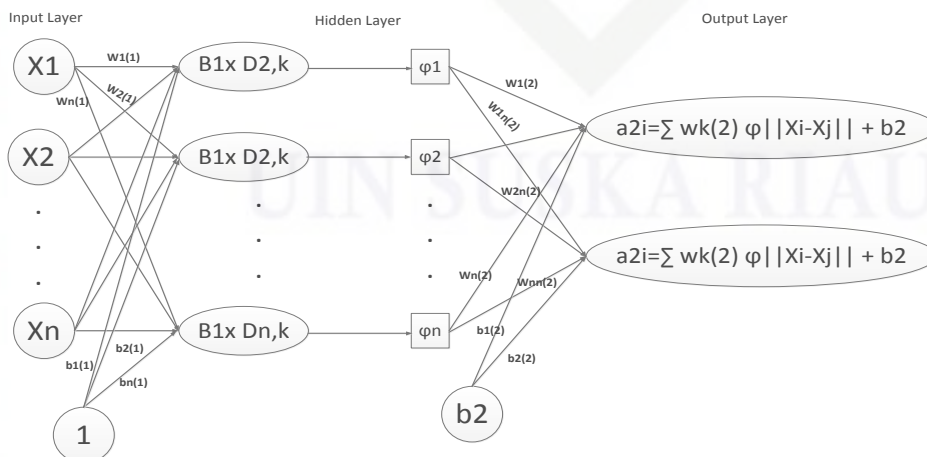 Input Layer
Hidden Layer
Output Layer
X1
W1(1)
B1x D2,k
φ1
W1(2)
Wn(1)
W2(1)
W1n(2)
a2i=∑ wk(2) φ||Xi-Xj|| + b2
X2
B1x D2,k
φ2
W2n(2)
UIN SUSKA RIAU
.
.
.
.
.
.
.
.
.
a2i=∑ wk(2) φ||Xi-Xj|| + b2
Wn(2)
Wnn(2)
Xn
B1x Dn,k
φn
b1(1)
b2(1)
bn(1)
b1(2)
b2(2)
1
b2